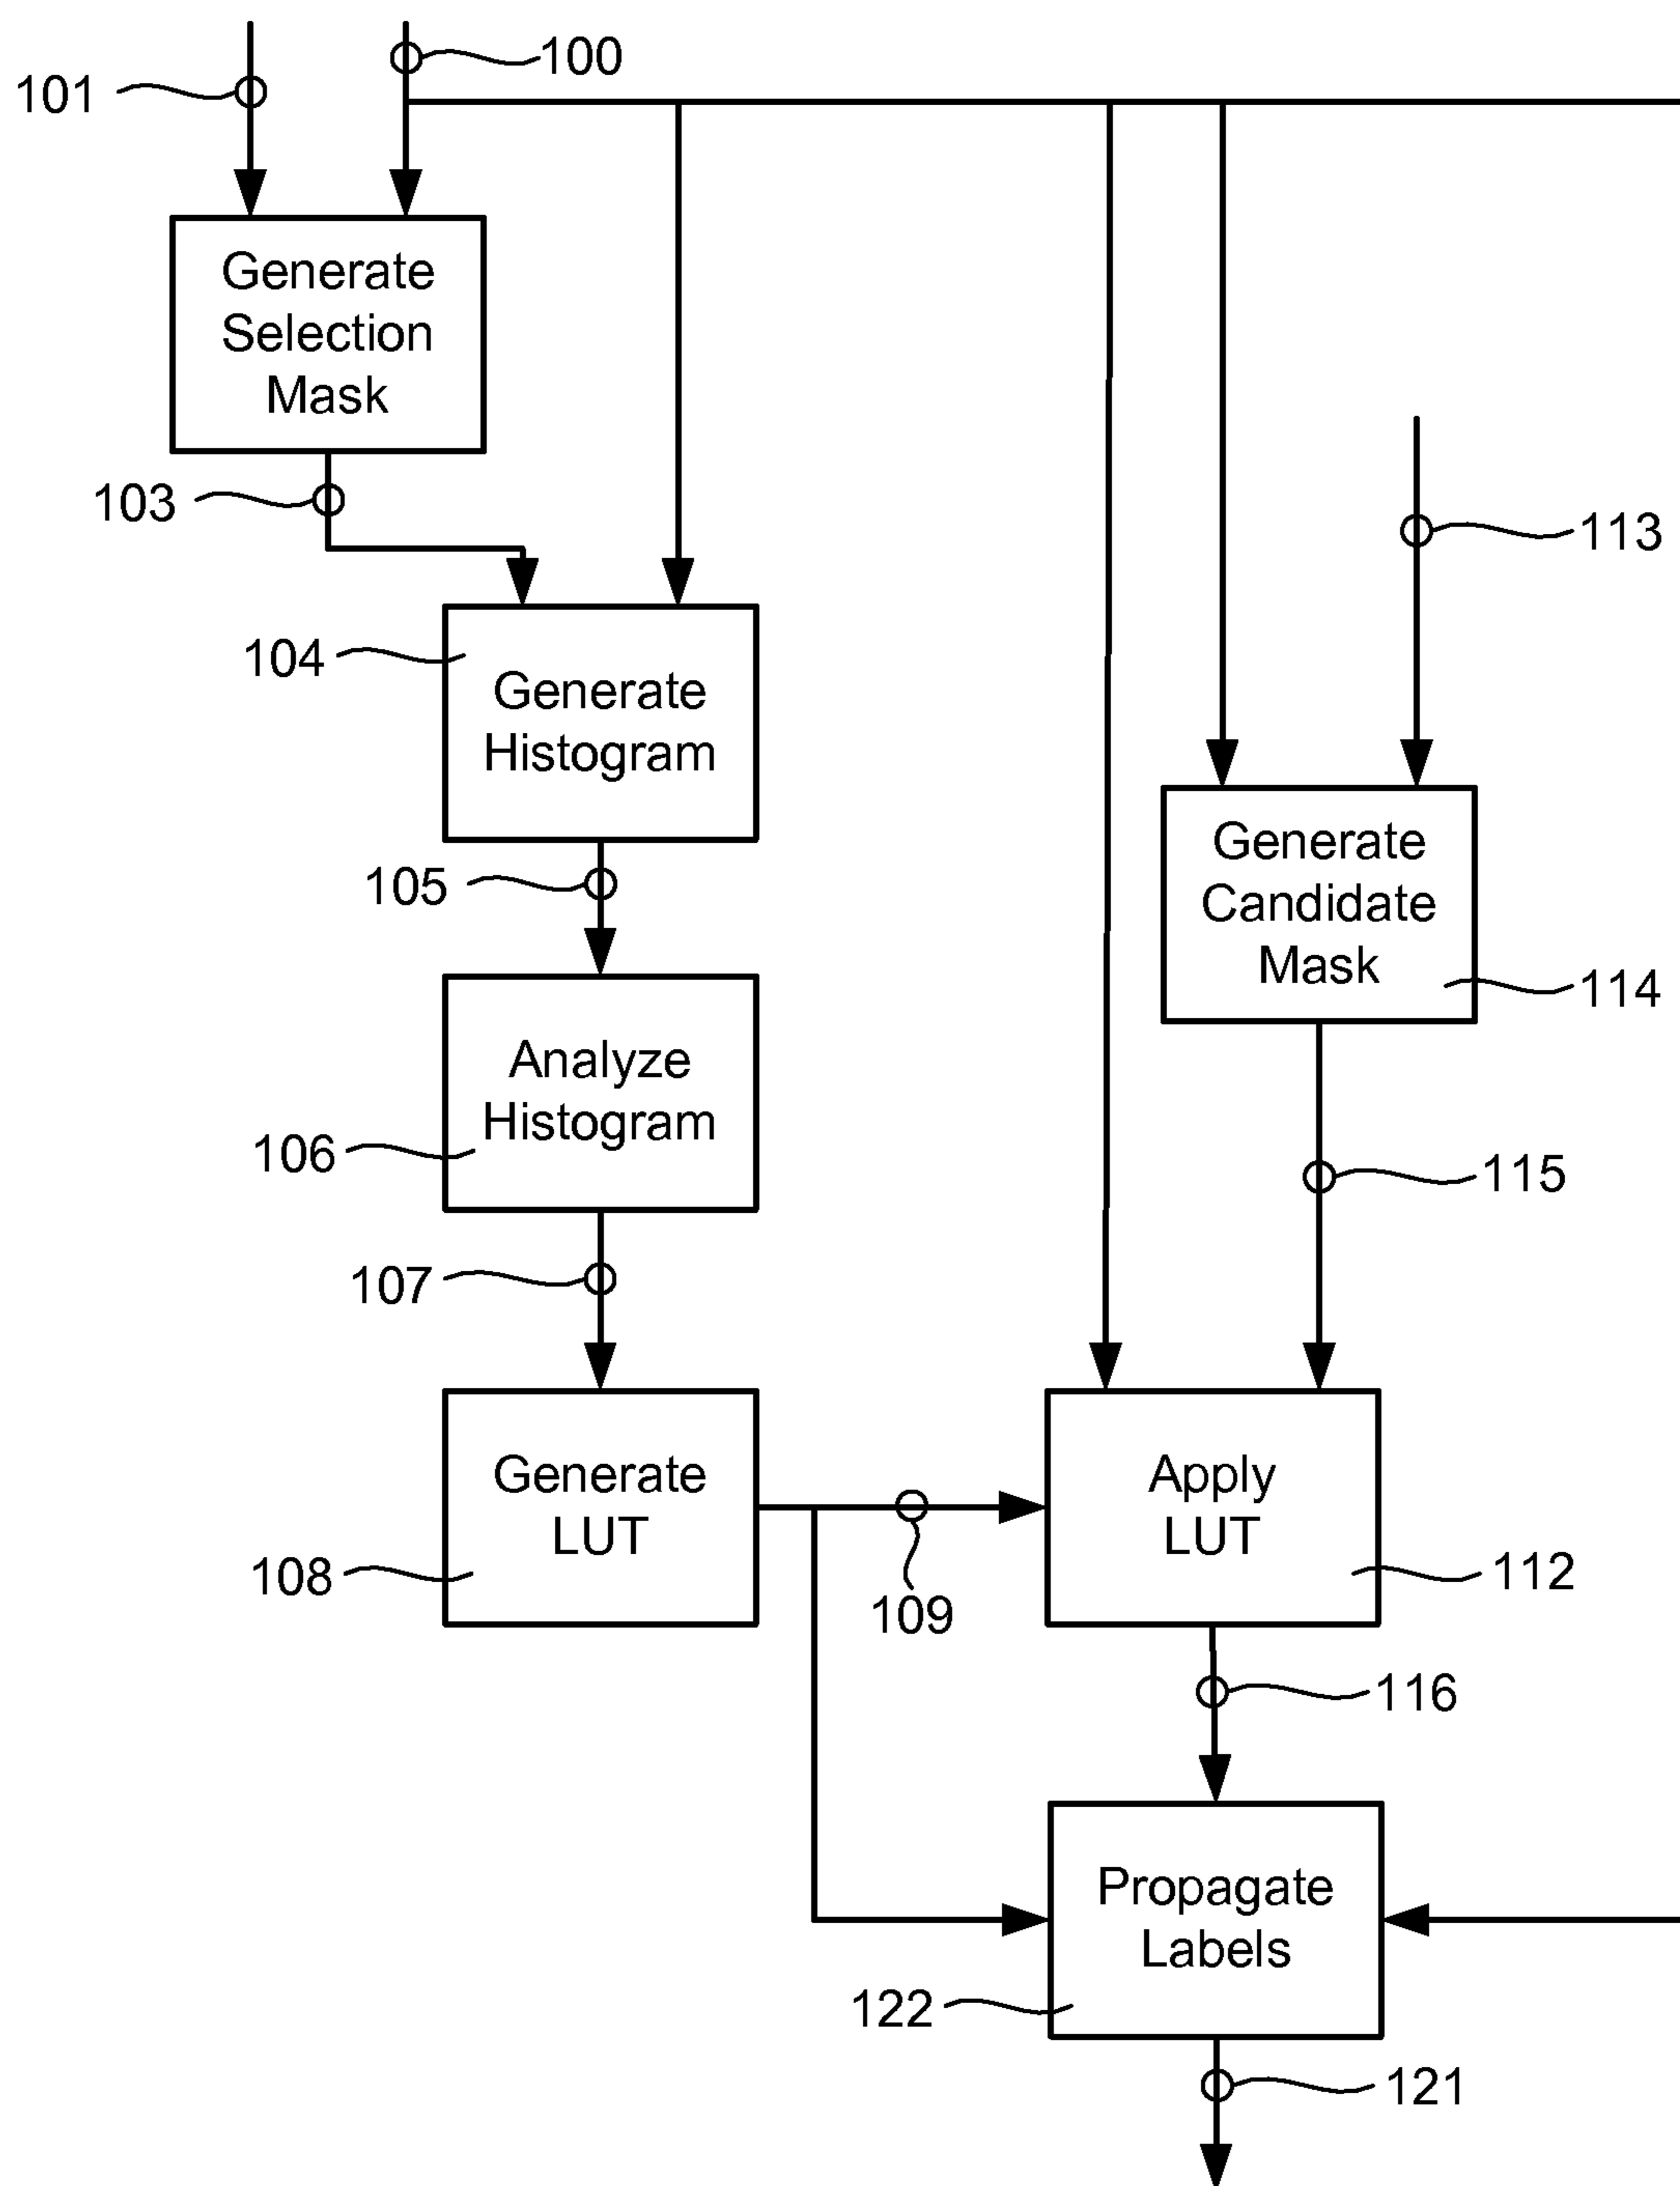 100
101
Generate
Selection
Mask
103
113
104
Generate
Histogram
Generate
Candidate
Mask
105
114
Analyze
Histogram
106
115
107
Generate
LUT
Apply
LUT
108
112
109
116
Propagate
Labels
122
121